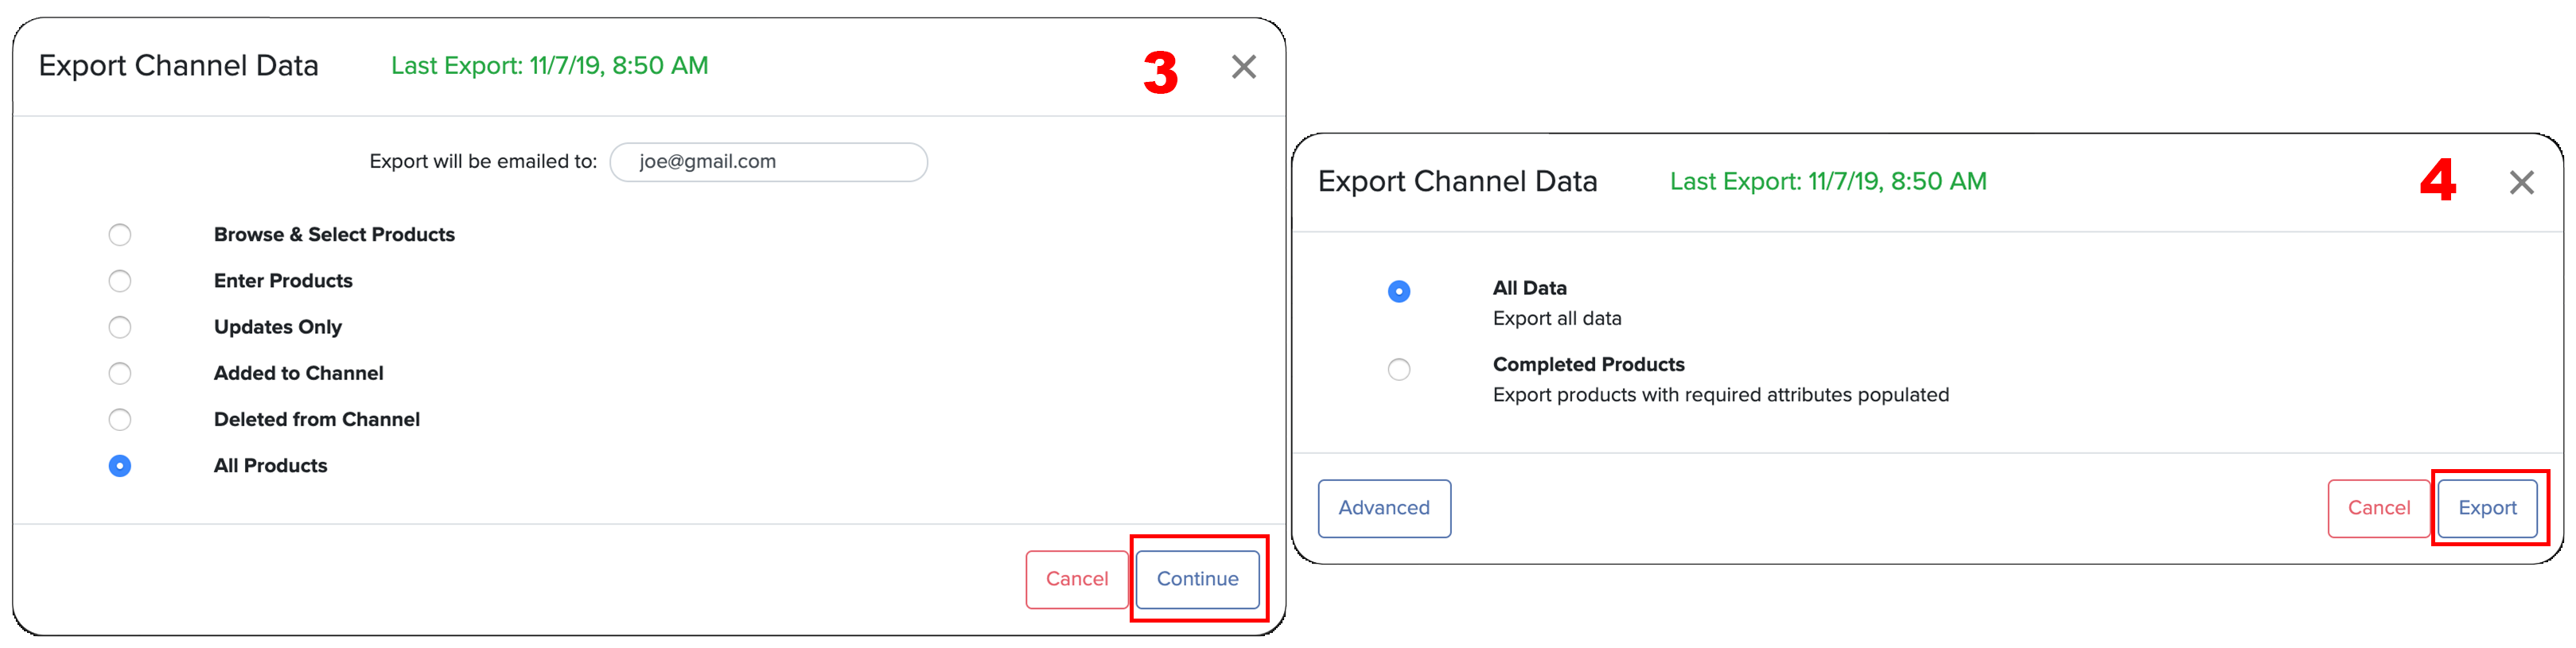 Export Channel Data Last Export: 11/7/19, 8:50 AM 3
Export will be emailed to: joe@gmail.com
Browse & Select Products
Enter Products
Updates Only
Added to Channel
Deleted from Channel
All Products
Cancel Continue
Export Channel Data Last Export: 11/7/19, 8:50 AM 4
All Data
Export all data
Completed Products
Export products with required attributes populated
Advanced Cancel Export